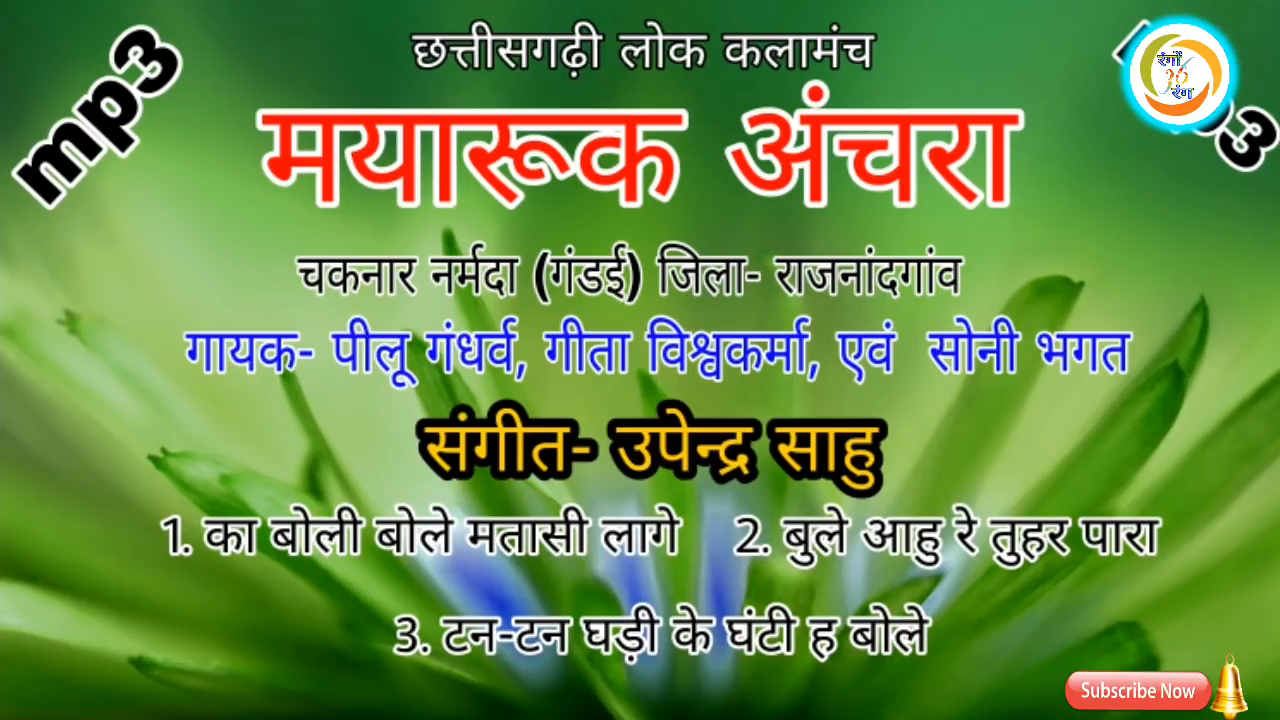 mp3
छत्तीसगढ़ी लोक कलामंच
रंगों
36
रंग
मयारूक अंचरा
चकनार नर्मदा (गंडई) जिला- राजनांदगांव
गायक- पीलू गंधर्व, गीता विश्वकर्मा, एवं सोनी भगत
संगीत- उपेन्द्र साहु
1. का बोली बोले मतासी लागे 2. बुले आहु रे तुहर पारा
3. टन-टन घड़ी के घंटी ह बोले
Subscribe Now